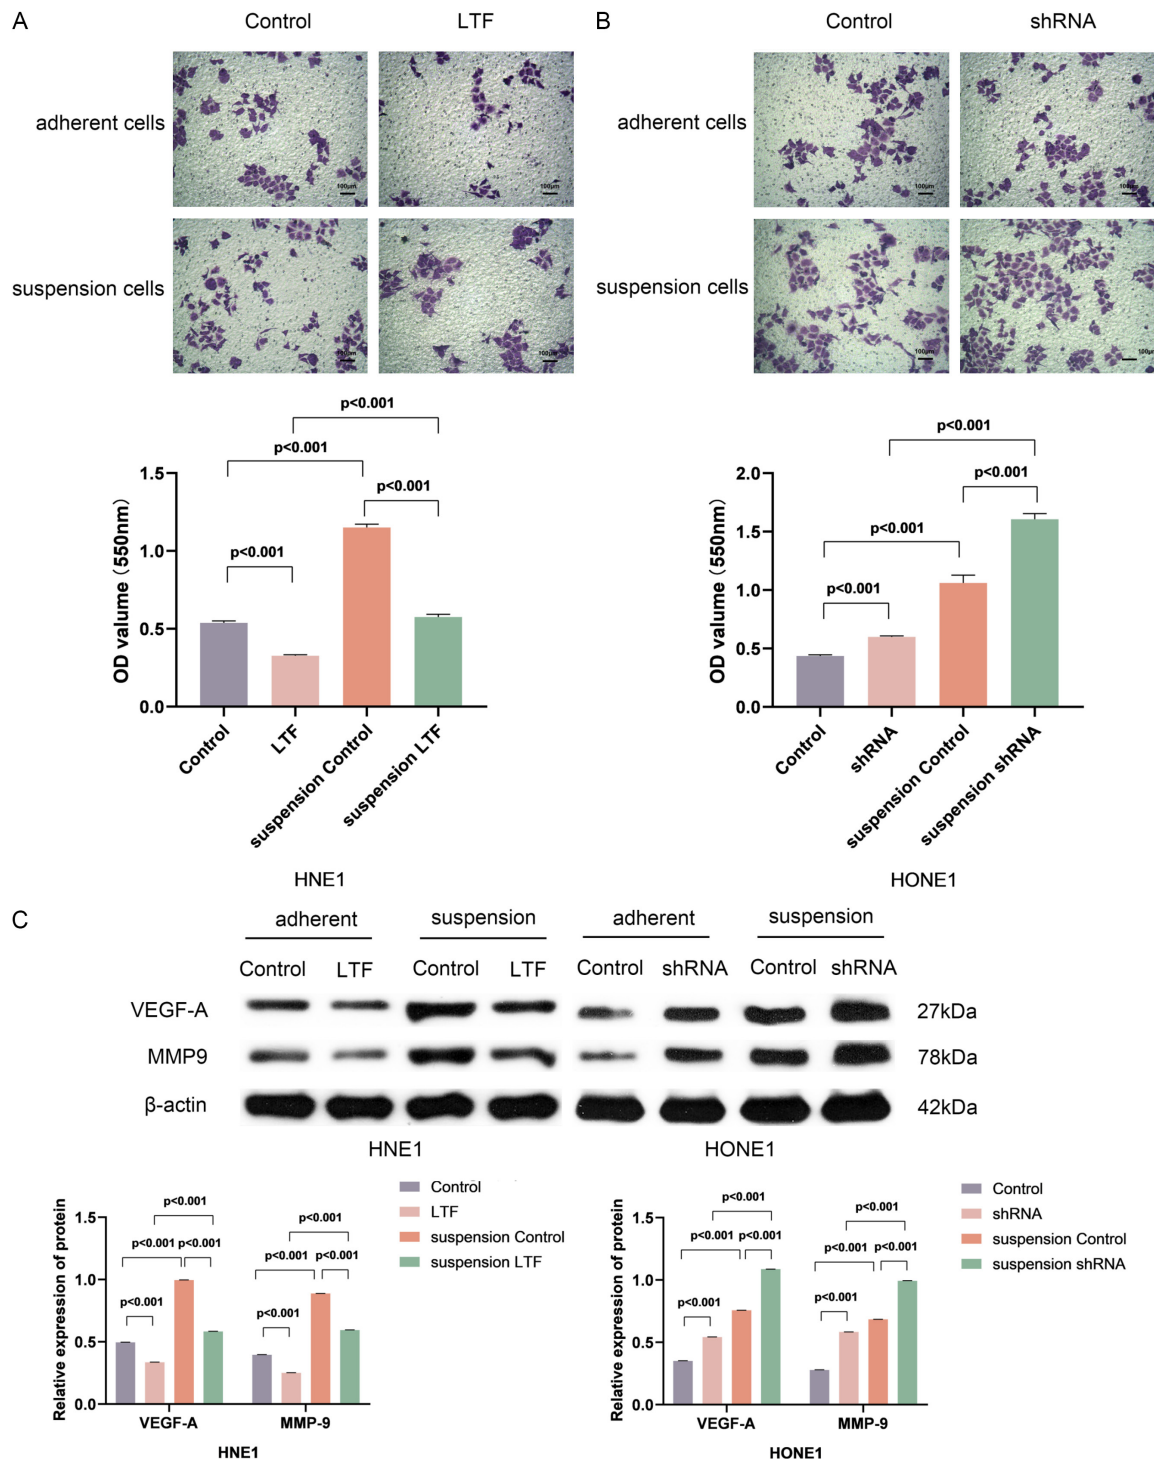 A Control LTF B Control shRNA
adherent cells adherent cells
100μm 100μm 100μm 100μm
suspension cells suspension cells
100μm 100μm 100μm 100μm
p<0.001
p<0.001
p<0.001
p<0.001
1.5
1.0
0.5
0.0
OD valume（550nm）
Control LTF suspension Control suspension LTF
HNE1
p<0.001
p<0.001
p<0.001
p<0.001
2.0
1.5
1.0
0.5
0.0
OD valume（550nm）
Control shRNA suspension Control suspension shRNA
HONE1
C adherent suspension adherent suspension
Control LTF Control LTF Control shRNA Control shRNA
VEGF-A 27kDa
MMP9 78kDa
β-actin 42kDa
HNE1 HONE1
Control
LTF
suspension Control
suspension LTF
p<0.001 p<0.001
p<0.001 p<0.001 p<0.001 p<0.001
p<0.001 p<0.001
1.5
1.0
0.5
0.0
Relative expression of protein
VEGF-A MMP-9
HNE1
Control
shRNA
suspension Control
suspension shRNA
p<0.001 p<0.001
p<0.001 p<0.001 p<0.001 p<0.001
p<0.001 p<0.001
1.5
1.0
0.5
0.0
Relative expression of protein
VEGF-A MMP-9
HONE1